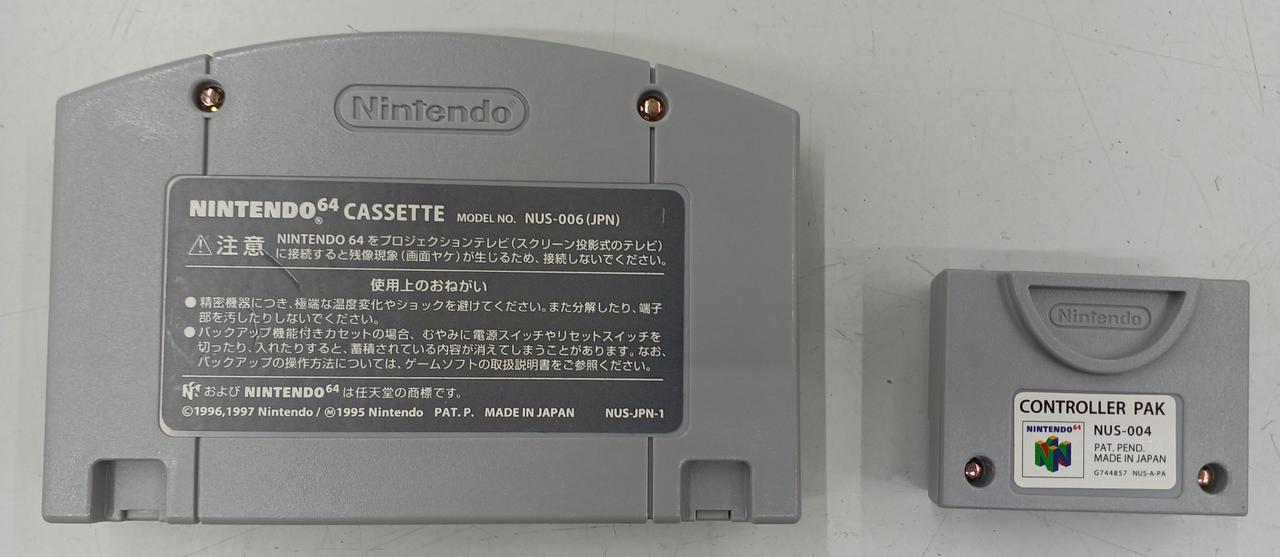 Nintendo®
NINTENDO64® CASSETTE MODEL NO. NUS-006(JPN)
⚠注意 NINTENDO 64 をプロジェクションテレビ(スクリーン投影式のテレビ)
に接続すると残像現象(画面ヤケ)が生じるため、接続しないでください。
使用上のおねがい
●精密機器につき、極端な温度変化やショックを避けてください。また分解したり、端子
部を汚したりしないでください。
●バックアップ機能付きカセットの場合、むやみに電源スイッチやリセットスイッチを
切ったり、入れたりすると、蓄積されている内容が消えてしまうことがあります。なお、
バックアップの操作方法については、ゲームソフトの取扱説明書をご参照ください。
および NINTENDO64 は任天堂の商標です。
©1996,1997 Nintendo/Ⓜ1995 Nintendo PAT. P. MADE IN JAPAN NUS-JPN-1
Nintendo
CONTROLLER PAK
NINTENDO64
NUS-004
PAT. PEND.
MADE IN JAPAN
G744857 NUS-A-PA